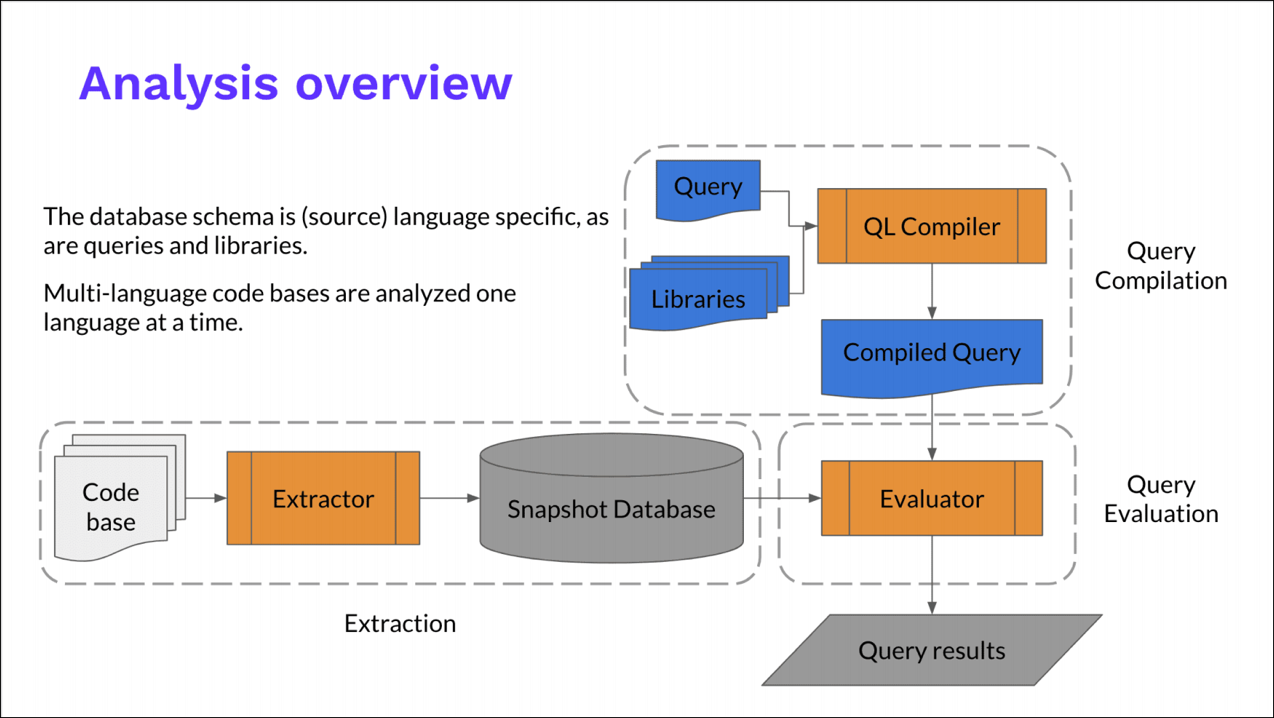 Analysis overview
The database schema is (source) language specific, as
are queries and libraries.
Multi-language code bases are analyzed one
language at a time.
Query
Libraries
QL Compiler
Compiled Query
Query
Compilation
Code
base
Extractor
Snapshot Database
Evaluator
Query
Evaluation
Extraction
Query results